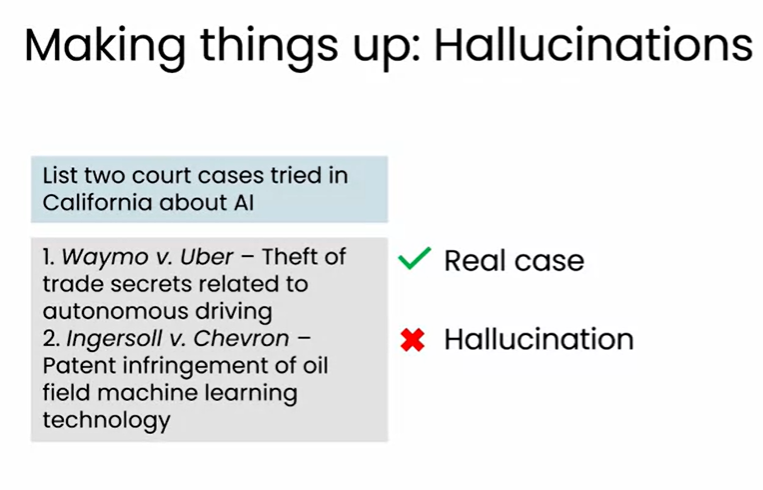 Making things up: Hallucinations
List two court cases tried in
California about AI
1. Waymo v. Uber – Theft of
trade secrets related to
autonomous driving
2. Ingersoll v. Chevron –
Patent infringement of oil
field machine learning
technology
Real case
Hallucination